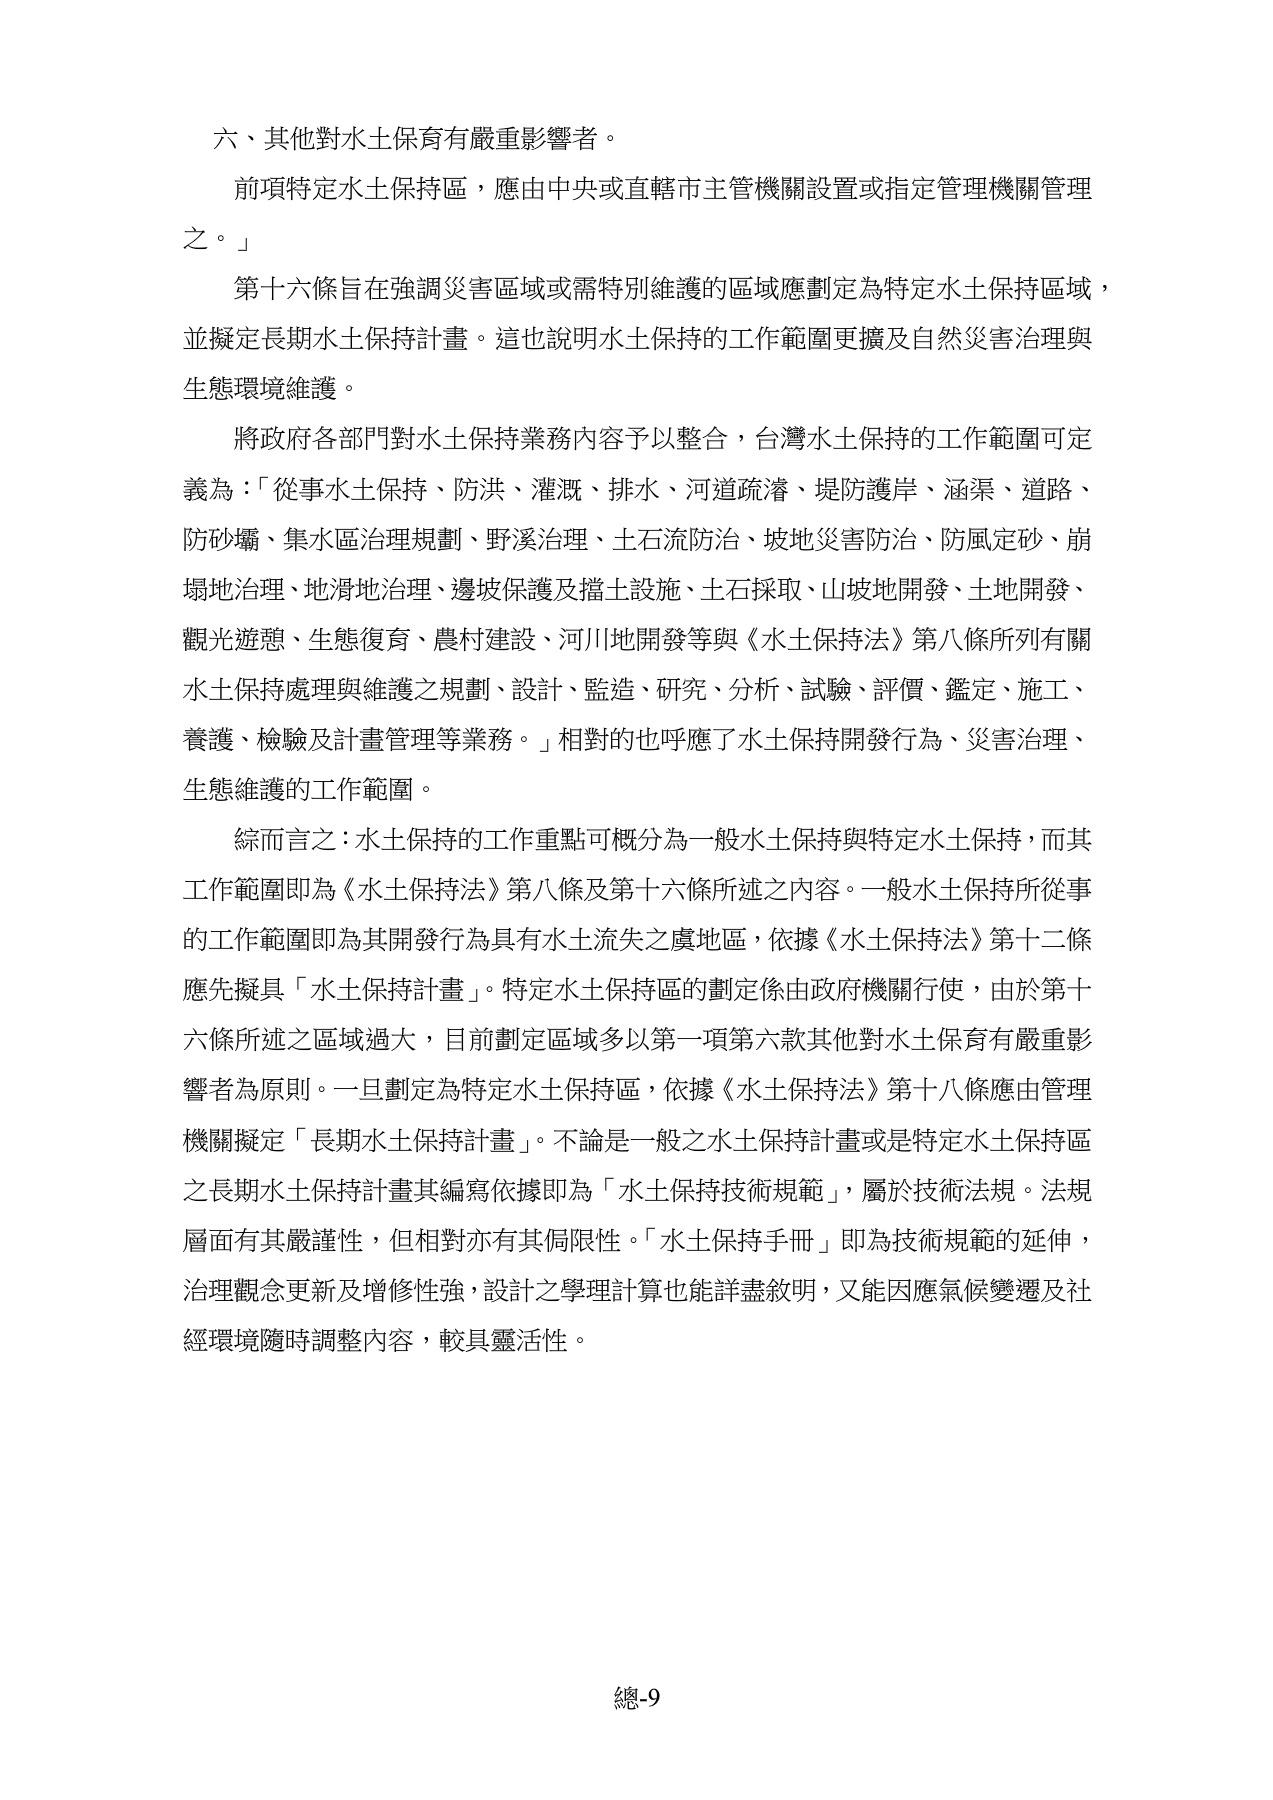 六、其他對水土保育有嚴重影響者。
前項特定水土保持區，應由中央或直轄市主管機關設置或指定管理機關管理
之。」
第十六條旨在強調災害區域或需特別維護的區域應劃定為特定水土保持區域，
並擬定長期水土保持計畫。這也說明水土保持的工作範圍更擴及自然災害治理與
生態環境維護。
將政府各部門對水土保持業務內容予以整合，台灣水土保持的工作範圍可定
義為：「從事水土保持、防洪、灌溉、排水、河道疏濬、堤防護岸、涵渠、道路、
防砂壩、集水區治理規劃、野溪治理、土石流防治、坡地災害防治、防風定砂、崩
塌地治理、地滑地治理、邊坡保護及擋土設施、土石採取、山坡地開發、土地開發、
觀光遊憩、生態復育、農村建設、河川地開發等與《水土保持法》第八條所列有關
水土保持處理與維護之規劃、設計、監造、研究、分析、試驗、評價、鑑定、施工、
養護、檢驗及計畫管理等業務。」相對的也呼應了水土保持開發行為、災害治理、
生態維護的工作範圍。
綜而言之：水土保持的工作重點可概分為一般水土保持與特定水土保持，而其
工作範圍即為《水土保持法》第八條及第十六條所述之內容。一般水土保持所從事
的工作範圍即為其開發行為具有水土流失之虞地區，依據《水土保持法》第十二條
應先擬具「水土保持計畫」。特定水土保持區的劃定係由政府機關行使，由於第十
六條所述之區域過大，目前劃定區域多以第一項第六款其他對水土保育有嚴重影
響者為原則。一旦劃定為特定水土保持區，依據《水土保持法》第十八條應由管理
機關擬定「長期水土保持計畫」。不論是一般之水土保持計畫或是特定水土保持區
之長期水土保持計畫其編寫依據即為「水土保持技術規範」，屬於技術法規。法規
層面有其嚴謹性，但相對亦有其侷限性。「水土保持手冊」即為技術規範的延伸，
治理觀念更新及增修性強，設計之學理計算也能詳盡敘明，又能因應氣候變遷及社
經環境隨時調整內容，較具靈活性。
總-9